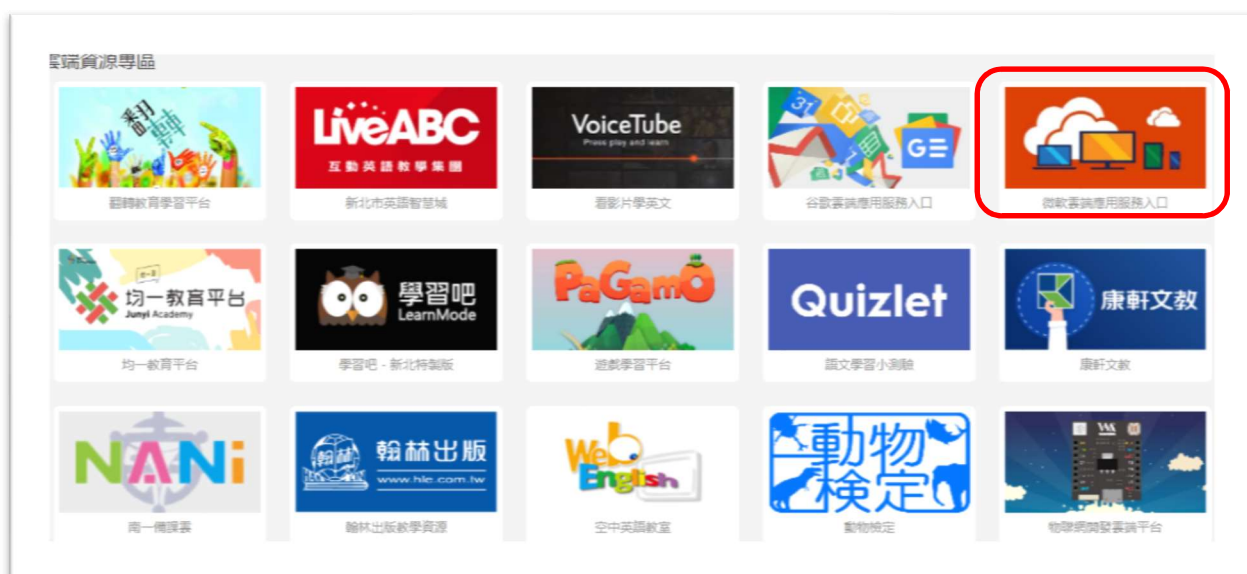 雲端資源專區
翻轉
LiveABC
互動英語教學集團
翻轉教育學習平台
新北市英語智慧城
VoiceTube
Press play and learn
看影片學英文
31
GE
谷歌雲端應用服務入口
微軟雲端應用服務入口
均一教育平台
Junyi Academy
均一教育平台
學習吧
LearnMode
學習吧 - 新北特製版
PaGamO
遊戲學習平台
Quizlet
語文學習小測驗
康軒文教
康軒文教
NANi
南一備課雲
翰林
翰林出版
www.hle.com.tw
翰林出版教學資源
Web
English
空中英語教室
動物
検定
動物檢定
物聯網開發雲端平台